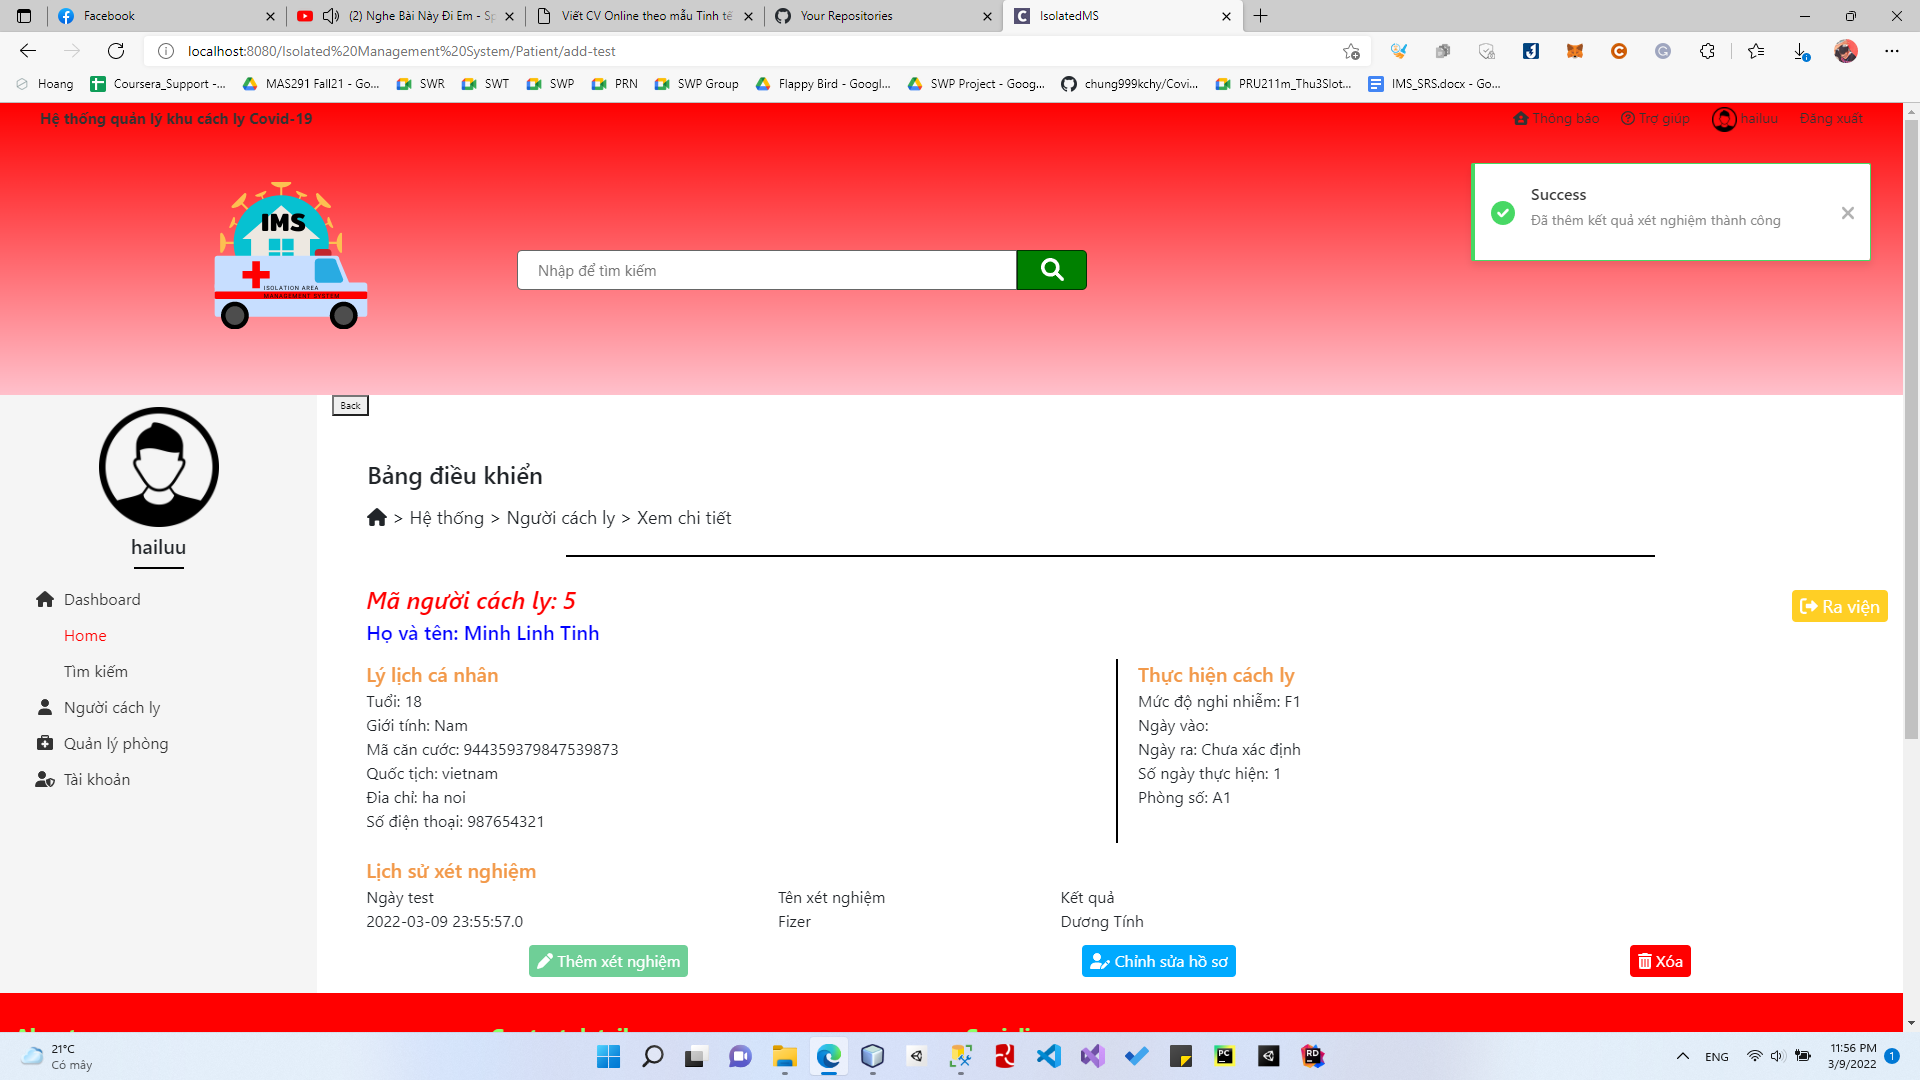 Facebook
(2) Nghe Bài Này Đi Em - Sp
Viết CV Online theo mẫu Tinh tế
Your Repositories
IsolatedMS
localhost:8080/Isolated%20Management%20System/Patient/add-test
Hoang
Coursera_Support -...
MAS291 Fall21 - Go...
SWR
SWT
SWP
PRN
SWP Group
Flappy Bird - Googl...
SWP Project - Goog...
chung999kchy/Covi...
PRU211m_Thu3Slot...
IMS_SRS.docx - Go...
Hệ thống quản lý khu cách ly Covid-19
Thông báo
Trợ giúp
hailuu
Đăng xuất
Success
Đã thêm kết quả xét nghiệm thành công
IMS
ISOLATION AREA
MANAGEMENT SYSTEM
Nhập để tìm kiếm
Back
hailuu
Dashboard
Home
Tìm kiếm
Người cách ly
Quản lý phòng
Tài khoản
Bảng điều khiển
> Hệ thống > Người cách ly > Xem chi tiết
Mã người cách ly: 5
Ra viện
Họ và tên: Minh Linh Tinh
Lý lịch cá nhân
Tuổi: 18
Giới tính: Nam
Mã căn cước: 944359379847539873
Quốc tịch: vietnam
Đia chỉ: ha noi
Số điện thoại: 987654321
Thực hiện cách ly
Mức độ nghi nhiễm: F1
Ngày vào:
Ngày ra: Chưa xác định
Số ngày thực hiện: 1
Phòng số: A1
Lịch sử xét nghiệm
Ngày test Tên xét nghiệm Kết quả
2022-03-09 23:55:57.0 Fizer Dương Tính
Thêm xét nghiệm
Chỉnh sửa hồ sơ
Xóa
21°C
Có mây
ENG
11:56 PM
3/9/2022
1